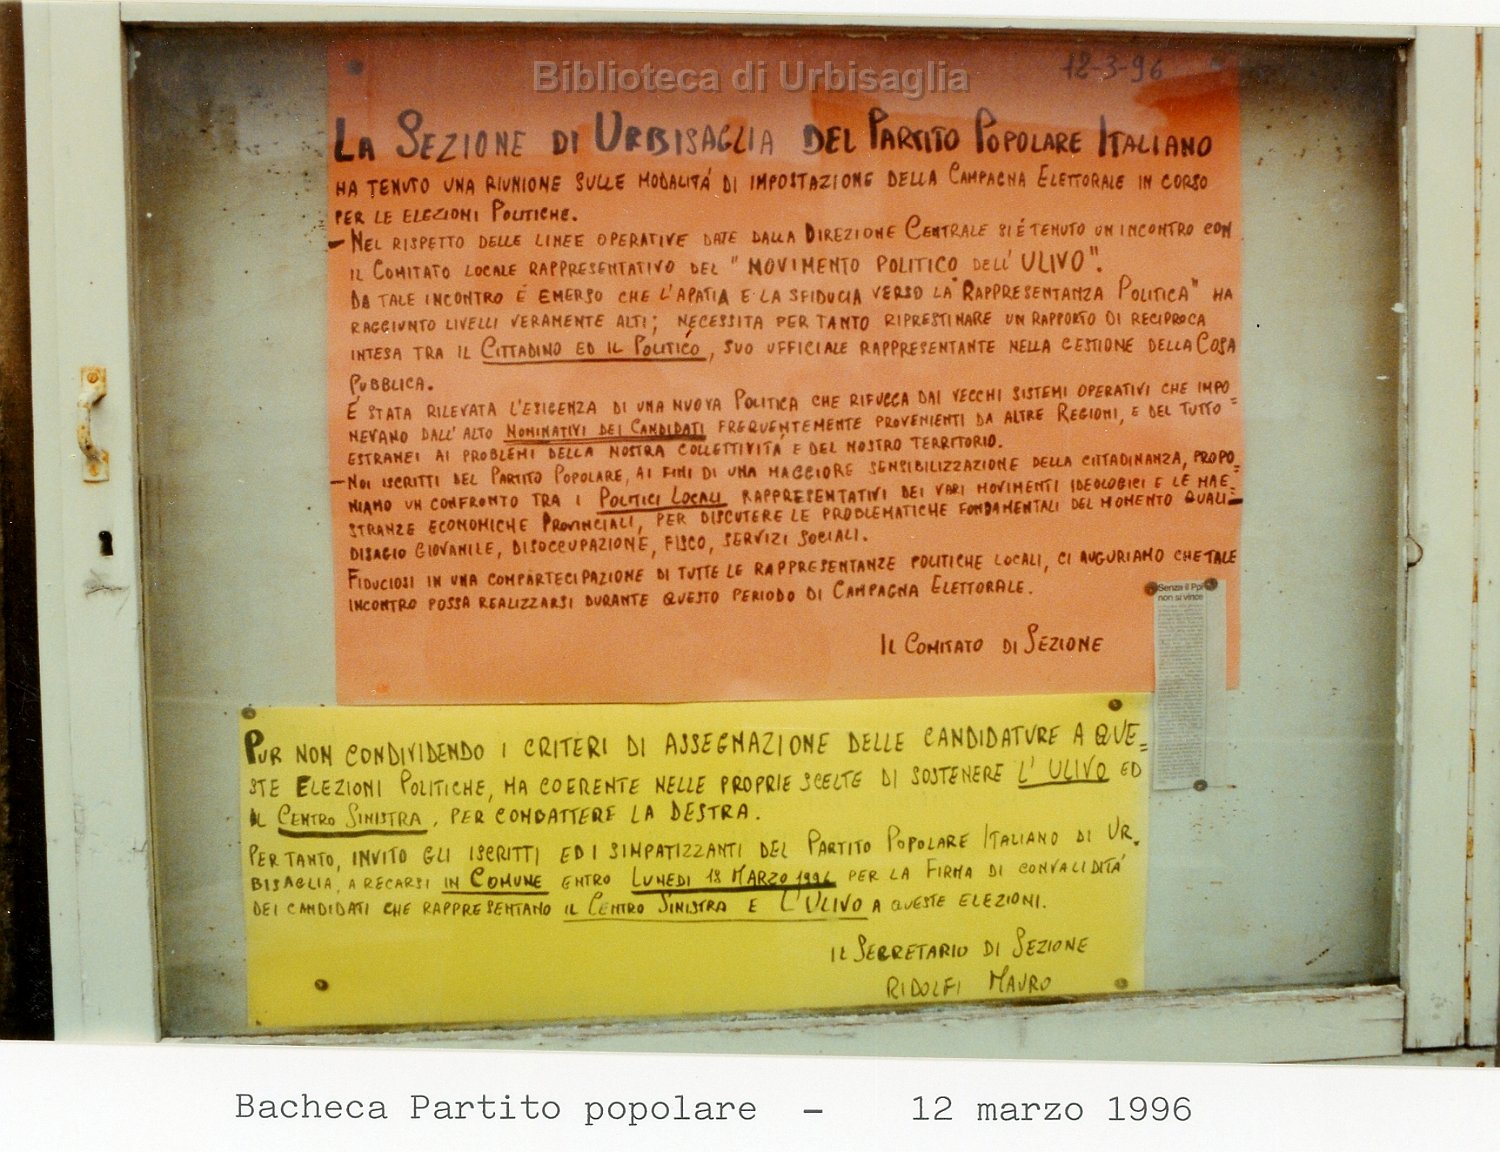 Biblioteca di Urbisaglia
12-3-96
LA SEZIONE DI URBISAGLIA DEL PARTITO POPOLARE ITALIANO
HA TENUTO UNA RIUNIONE SULLE MODALITÁ DI IMPOSTAZIONE DELLA CAMPAGNA ELETTORALE IN CORSO
PER LE ELEZIONI POLITICHE.
- NEL RISPETTO DELLE LINEE OPERATIVE DATE DALLA DIREZIONE CENTRALE SI É TENUTO UN INCONTRO CON
IL COMITATO LOCALE RAPPRESENTATIVO DEL "MOVIMENTO POLITICO DELL'ULIVO".
DA TALE INCONTRO É EMERSO CHE L'APATIA E LA SFIDUCIA VERSO LA "RAPPRESENTANZA POLITICA" HA
RAGGIUNTO LIVELLI VERAMENTE ALTI; NECESSITA PER TANTO RIPRESTINARE UN RAPPORTO DI RECIPROCA
INTESA TRA IL CITTADINO ED IL POLITICO, SUO UFFICIALE RAPPRESENTANTE NELLA GESTIONE DELLA COSA
PUBBLICA.
É STATA RILEVATA L'ESIGENZA DI UNA NUOVA POLITICA CHE RIFUGGA DAI VECCHI SISTEMI OPERATIVI CHE IMPO=
NEVANO DALL'ALTO NOMINATIVI DEI CANDIDATI FREQUENTEMENTE PROVENIENTI DA ALTRE REGIONI, E DEL TUTTO
ESTRANEI AI PROBLEMI DELLA NOSTRA COLLETTIVITÁ E DEL NOSTRO TERRITORIO.
- NOI ISCRITTI DEL PARTITO POPOLARE, AI FINI DI UNA MAGGIORE SENSIBILIZZAZIONE DELLA CITTADINANZA, PROPO=
NIAMO UN CONFRONTO TRA I POLITICI LOCALI RAPPRESENTATIVI DEI VARI MOVIMENTI IDEOLOGICI E LE MAE=
STRANZE ECONOMICHE PROVINCIALI, PER DISCUTERE LE PROBLEMATICHE FONDAMENTALI DEL MOMENTO QUALI -
DISAGIO GIOVANILE, DISOCCUPAZIONE, FISCO, SERVIZI SOCIALI.
FIDUCIOSI IN UNA COMPARTECIPAZIONE DI TUTTE LE RAPPRESENTANZE POLITICHE LOCALI, CI AUGURIAMO CHE TALE
INCONTRO POSSA REALIZZARSI DURANTE QUESTO PERIODO DI CAMPAGNA ELETTORALE.
Senza il Ppi
non si vince
IL COMITATO DI SEZIONE
PUR NON CONDIVIDENDO I CRITERI DI ASSEGNAZIONE DELLE CANDIDATURE A QUE=
STE ELEZIONI POLITICHE, MA COERENTE NELLE PROPRIE SCELTE DI SOSTENERE L'ULIVO ED
IL CENTRO SINISTRA, PER CONDATTERE LA DESTRA.
PER TANTO, INVITO GLI ISCRITTI ED I SIMPATIZZANTI DEL PARTITO POPOLARE ITALIANO DI UR.
BISAGLIA, A RECARSI IN COMUNE ENTRO LUNEDI 18 MARZO 1996 PER LA FIRMA DI CONVALIDITÁ
DEI CANDIDATI CHE RAPPRESENTANO IL CENTRO SINISTRA E L'ULIVO A QUESTE ELEZIONI.
IL SEGRETARIO DI SEZIONE
RIDOLFI MAURO
Bacheca Partito popolare - 12 marzo 1996